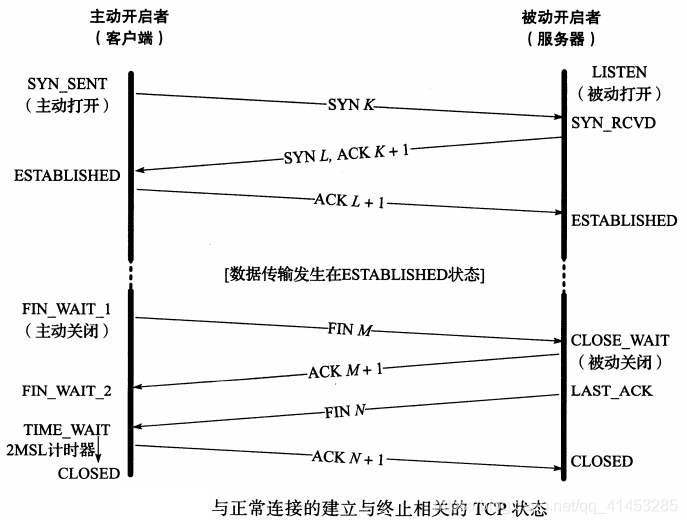 主动开启者
（客户端）
被动开启者
（服务器）
SYN_SENT
（主动打开）
LISTEN
（被动打开）
SYN K
SYN_RCVD
SYN L, ACK K + 1
ESTABLISHED
ACK L + 1
ESTABLISHED
[数据传输发生在ESTABLISHED状态]
FIN_WAIT_1
（主动关闭）
FIN M
CLOSE_WAIT
（被动关闭）
ACK M + 1
FIN_WAIT_2
LAST_ACK
FIN N
TIME_WAIT
2MSL计时器
ACK N + 1
CLOSED
CLOSED
与正常连接的建立与终止相关的 TCP 状态
net/qq_41453285